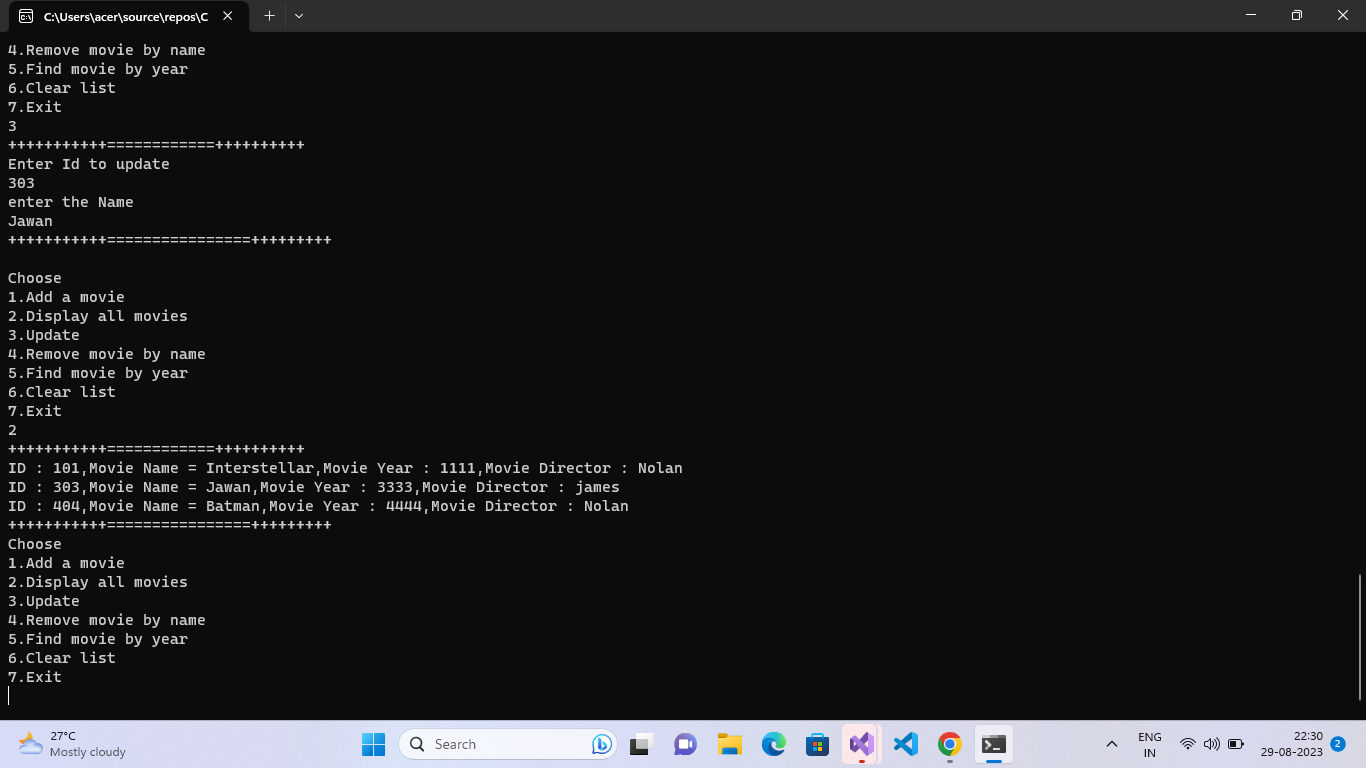 C:\Users\acer\source\repos\C
4.Remove movie by name
5.Find movie by year
6.Clear list
7.Exit
3
+++++++++++============++++++++++
Enter Id to update
303
enter the Name
Jawan
+++++++++++================+++++++++
Choose
1.Add a movie
2.Display all movies
3.Update
4.Remove movie by name
5.Find movie by year
6.Clear list
7.Exit
2
+++++++++++============++++++++++
ID : 101,Movie Name = Interstellar,Movie Year : 1111,Movie Director : Nolan
ID : 303,Movie Name = Jawan,Movie Year : 3333,Movie Director : james
ID : 404,Movie Name = Batman,Movie Year : 4444,Movie Director : Nolan
+++++++++++================+++++++++
Choose
1.Add a movie
2.Display all movies
3.Update
4.Remove movie by name
5.Find movie by year
6.Clear list
7.Exit
27°C
Mostly cloudy
Search
ENG
IN
22:30
29-08-2023
2